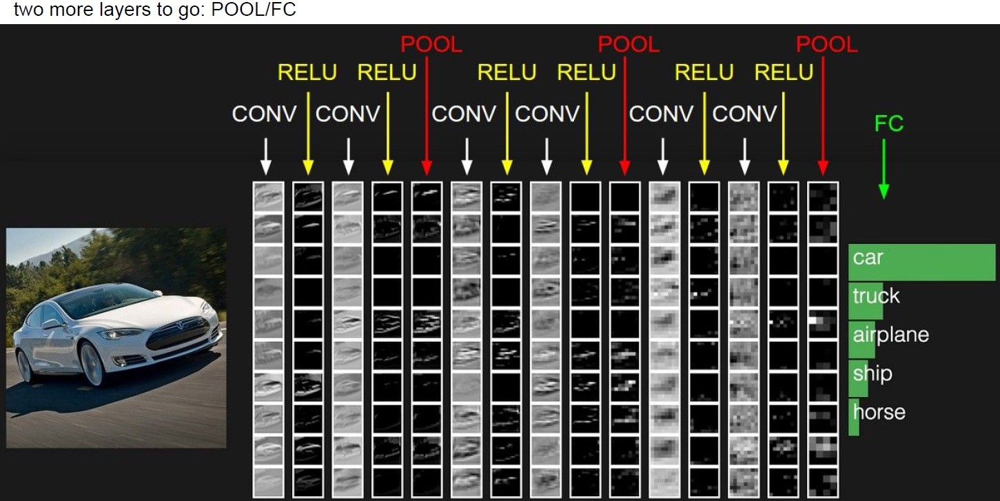 two more layers to go: POOL/FC
POOL POOL POOL
RELU RELU RELU RELU RELU RELU
CONV CONV CONV CONV CONV CONV
FC
car
truck
airplane
ship
horse